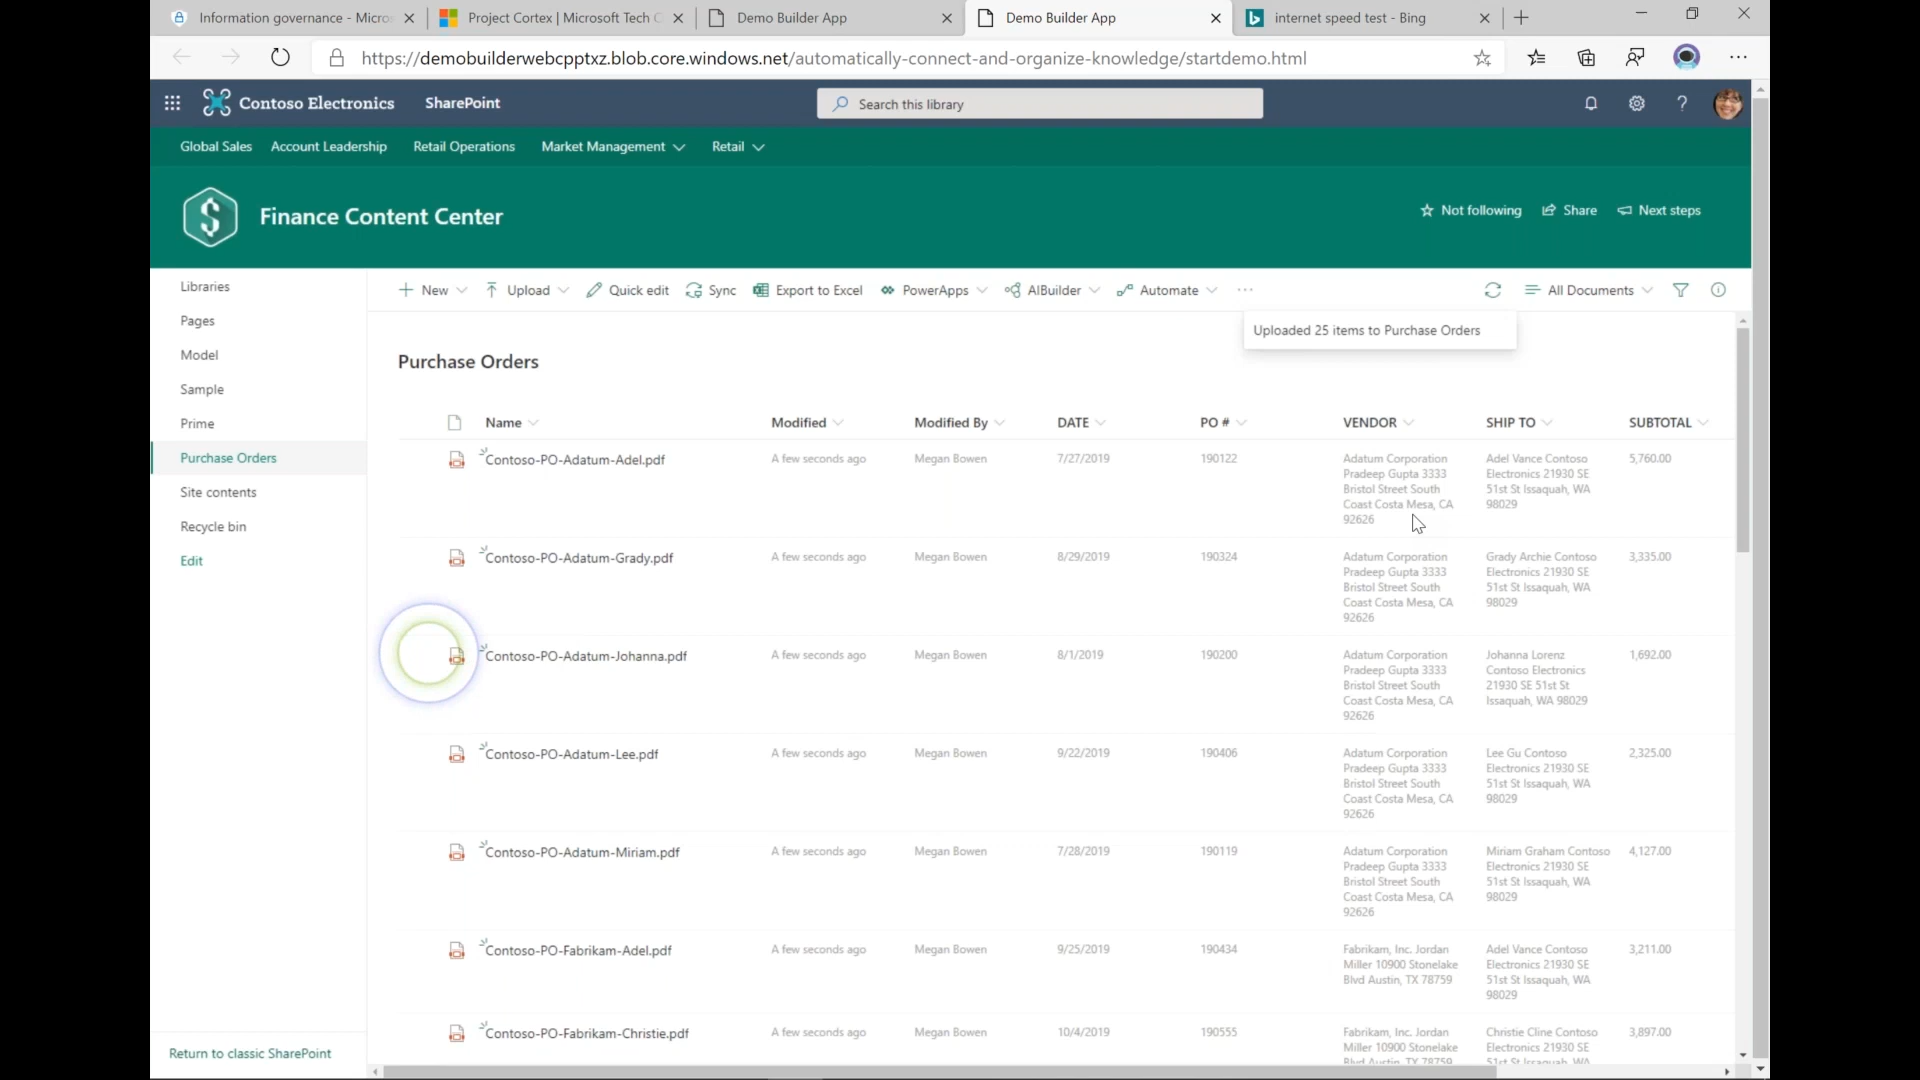 Information governance - Micros
Project Cortex | Microsoft Tech C
Demo Builder App
Demo Builder App
internet speed test - Bing
https://demobuilderwebcpptxz.blob.core.windows.net/automatically-connect-and-organize-knowledge/startdemo.html
Contoso Electronics
SharePoint
Search this library
Global Sales
Account Leadership
Retail Operations
Market Management
Retail
Finance Content Center
Not following
Share
Next steps
Libraries
Pages
Model
Sample
Prime
Purchase Orders
Site contents
Recycle bin
Edit
Return to classic SharePoint
New
Upload
Quick edit
Sync
Export to Excel
PowerApps
AIBuilder
Automate
All Documents
Uploaded 25 items to Purchase Orders
Purchase Orders
Name
Modified
Modified By
DATE
PO #
VENDOR
SHIP TO
SUBTOTAL
Contoso-PO-Adatum-Adel.pdf
A few seconds ago
Megan Bowen
7/27/2019
190122
Adatum Corporation
Pradeep Gupta 3333
Bristol Street South
Coast Costa Mesa, CA
92626
Adel Vance Contoso
Electronics 21930 SE
51st St Issaquah, WA
98029
5,760.00
Contoso-PO-Adatum-Grady.pdf
A few seconds ago
Megan Bowen
8/29/2019
190324
Adatum Corporation
Pradeep Gupta 3333
Bristol Street South
Coast Costa Mesa, CA
92626
Grady Archie Contoso
Electronics 21930 SE
51st St Issaquah, WA
98029
3,335.00
Contoso-PO-Adatum-Johanna.pdf
A few seconds ago
Megan Bowen
8/1/2019
190200
Adatum Corporation
Pradeep Gupta 3333
Bristol Street South
Coast Costa Mesa, CA
92626
Johanna Lorenz
Contoso Electronics
21930 SE 51st St
Issaquah, WA 98029
1,692.00
Contoso-PO-Adatum-Lee.pdf
A few seconds ago
Megan Bowen
9/22/2019
190406
Adatum Corporation
Pradeep Gupta 3333
Bristol Street South
Coast Costa Mesa, CA
92626
Lee Gu Contoso
Electronics 21930 SE
51st St Issaquah, WA
98029
2,325.00
Contoso-PO-Adatum-Miriam.pdf
A few seconds ago
Megan Bowen
7/28/2019
190119
Adatum Corporation
Pradeep Gupta 3333
Bristol Street South
Coast Costa Mesa, CA
92626
Miriam Graham Contoso
Electronics 21930 SE
51st St Issaquah, WA
98029
4,127.00
Contoso-PO-Fabrikam-Adel.pdf
A few seconds ago
Megan Bowen
9/25/2019
190434
Fabrikam, Inc. Jordan
Miller 10900 Stonelake
Blvd Austin, TX 78759
Adel Vance Contoso
Electronics 21930 SE
51st St Issaquah, WA
98029
3,211.00
Contoso-PO-Fabrikam-Christie.pdf
A few seconds ago
Megan Bowen
10/4/2019
190555
Fabrikam, Inc. Jordan
Miller 10900 Stonelake
Blvd Austin, TX 78759
Christie Cline Contoso
Electronics 21930 SE
51st St Issaquah, WA
3,897.00